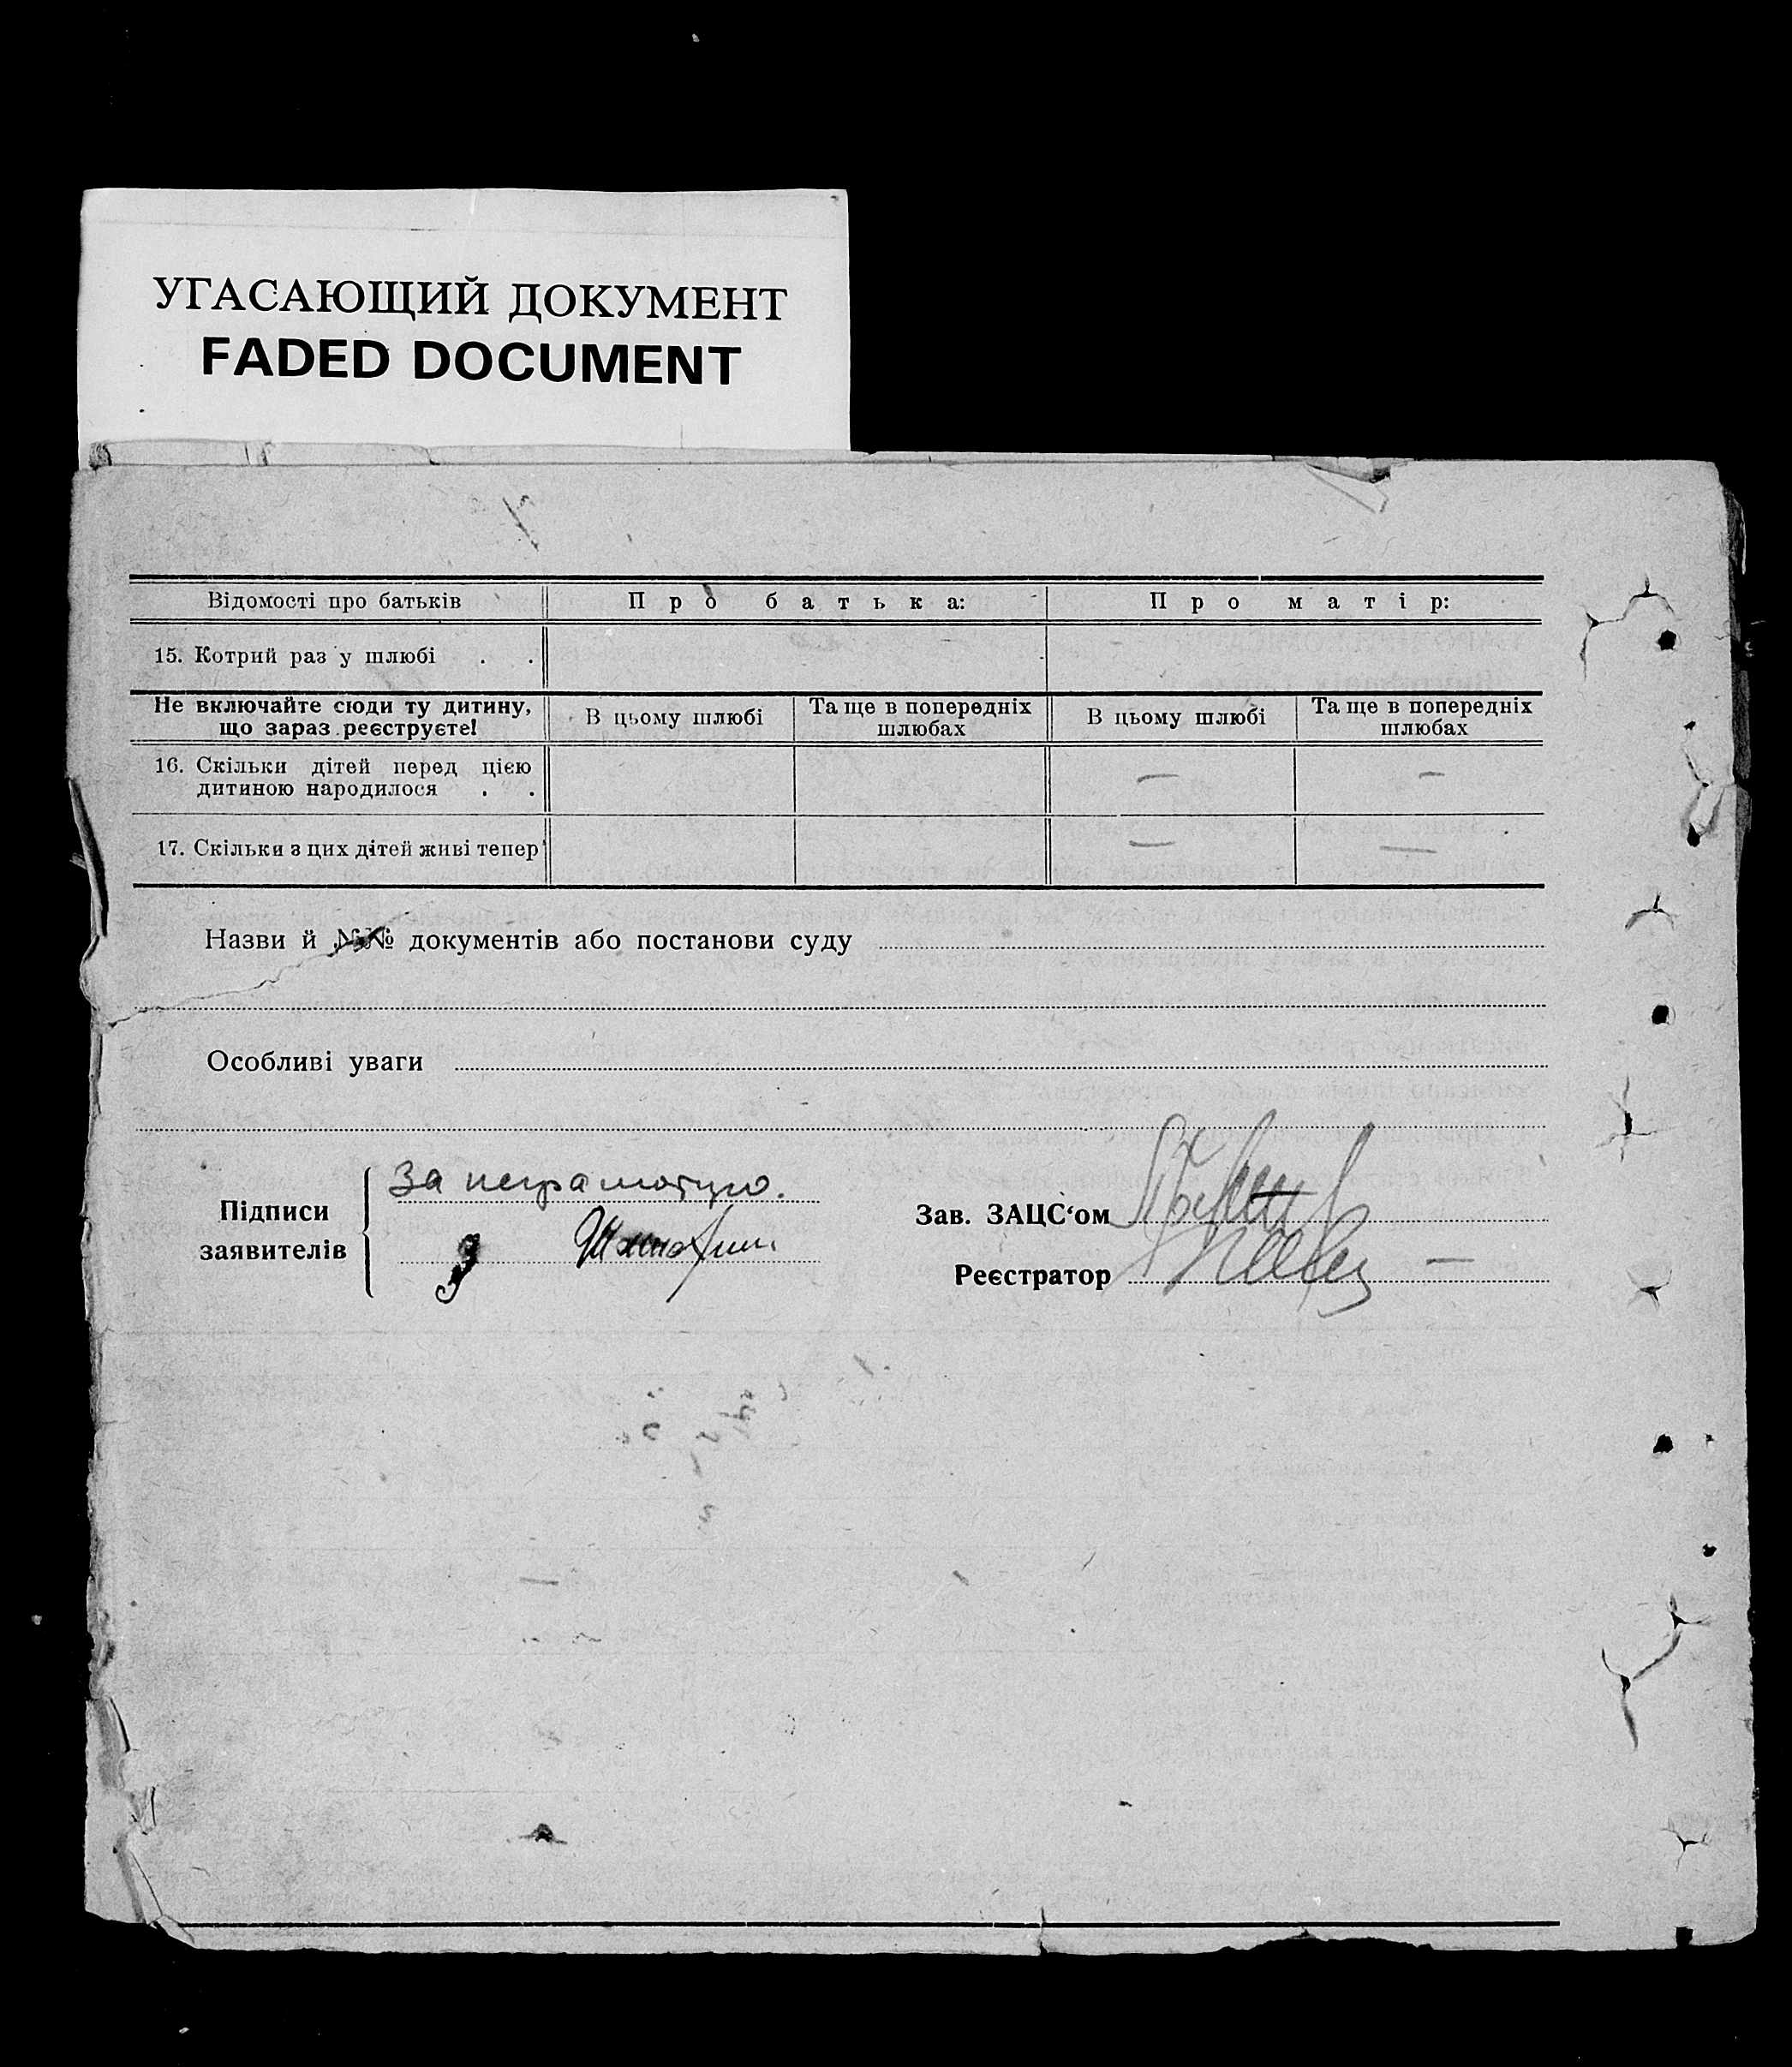 УГАСАЮЩИЙ ДОКУМЕНТ
FADED DOCUMENT
Відомості про батьків Про батька: Про матір:
15. Котрий раз у шлюбі . .
Не включайте сюди ту дитину, що зараз реєструєте! В цьому шлюбі Та ще в попередніх шлюбах В цьому шлюбі Та ще в попередніх шлюбах
16. Скільки дітей перед цією
дитиною народилося . . — —
17. Скільки з цих дітей живі тепер — —
Назви й №№ документів або постанови суду
Особливі уваги
Підписи заявителів
За неграмотную.
Зав. ЗАЦС‘ом
Реєстратор